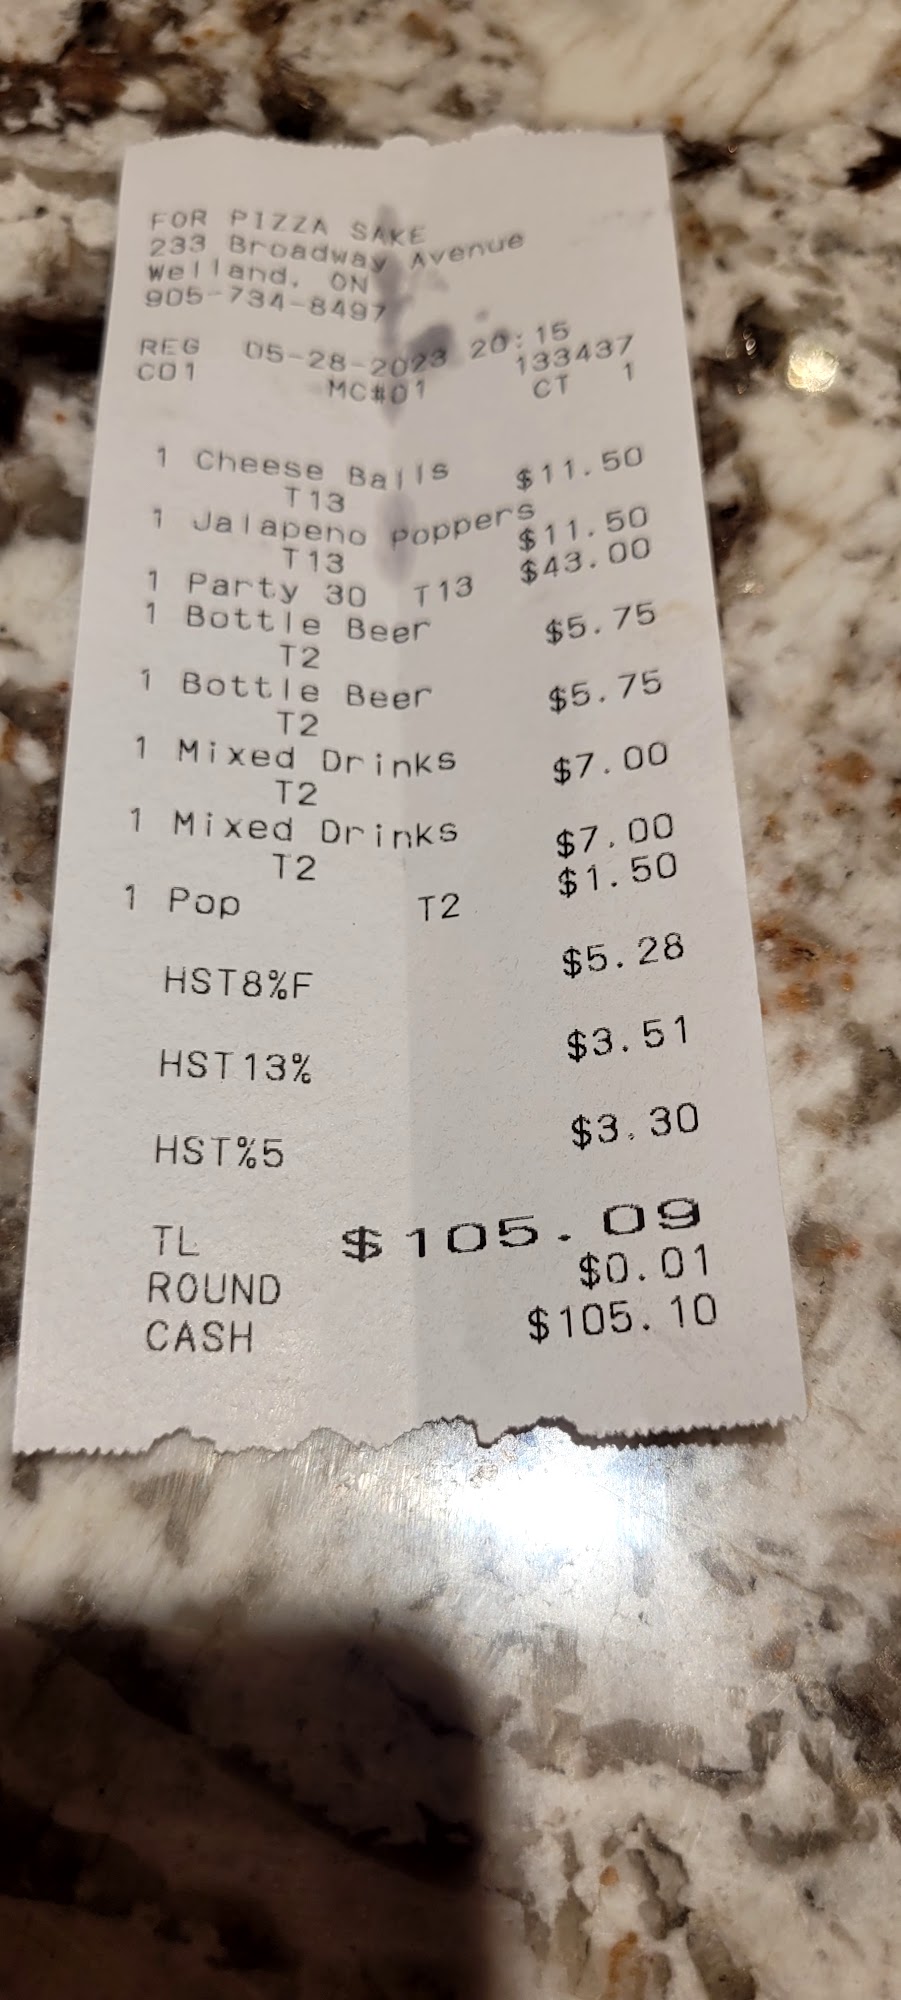 FOR PIZZA SAKE
233 Broadway Avenue
Welland, ON
905-734-8497
REG 05-28-2023 20:15
C01 MC#01 133437
CT 1
1 Cheese Balls $11.50
T13
1 Jalapeno Poppers
T13 $11.50
1 Party 30 T13 $43.00
1 Bottle Beer $5.75
T2
1 Bottle Beer $5.75
T2
1 Mixed Drinks $7.00
T2
1 Mixed Drinks $7.00
T2
1 Pop T2 $1.50
HST8%F $5.28
HST13% $3.51
HST%5 $3.30
TL $105.09
ROUND $0.01
CASH $105.10